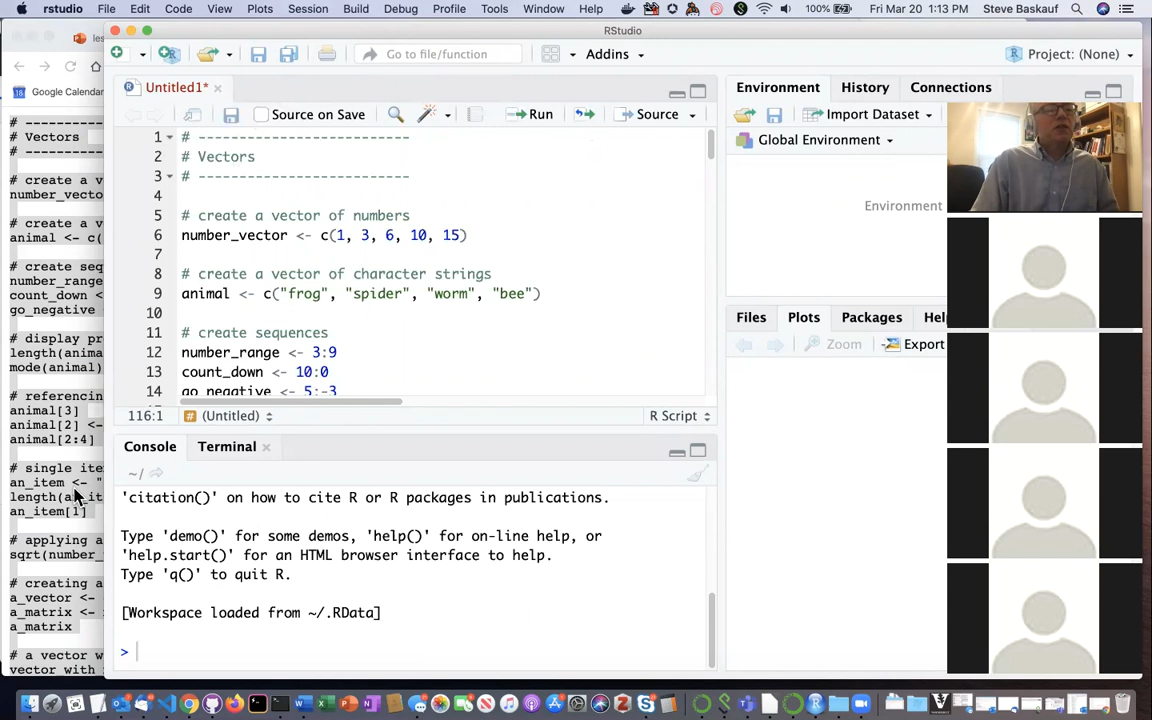 rstudio File Edit Code View Plots Session Build Debug Profile Tools Window Help 100% Fri Mar 20 1:13 PM Steve Baskauf
RStudio
Go to file/function Addins Project: (None)
Google Calendar
Untitled1*
Source on Save Run Source
1 # --------------------------
2 # Vectors
3 # --------------------------
4
5 # create a vector of numbers
6 number_vector <- c(1, 3, 6, 10, 15)
7
8 # create a vector of character strings
9 animal <- c("frog", "spider", "worm", "bee")
10
11 # create sequences
12 number_range <- 3:9
13 count_down <- 10:0
14 go_negative <- 5:-3
116:1 (Untitled) R Script
Console Terminal
~/
'citation()' on how to cite R or R packages in publications.
Type 'demo()' for some demos, 'help()' for on-line help, or
'help.start()' for an HTML browser interface to help.
Type 'q()' to quit R.
[Workspace loaded from ~/.RData]
>
Environment History Connections
Import Dataset
Global Environment
Environment
Files Plots Packages Hel
Zoom Export
# ----------
# Vectors
# ----------
# create a v
number_vecto
# create a v
animal <- c(
# create seq
number_range
count_down <
go_negative
# display pr
length(anima
mode(animal)
# referencing
animal[3]
animal[2] <-
animal[2:4]
# single ite
an_item <- "
length(an_it
an_item[1]
# applying a
sqrt(number_
# creating a
a_vector <-
a_matrix <-
a_matrix
# a vector w
vector with